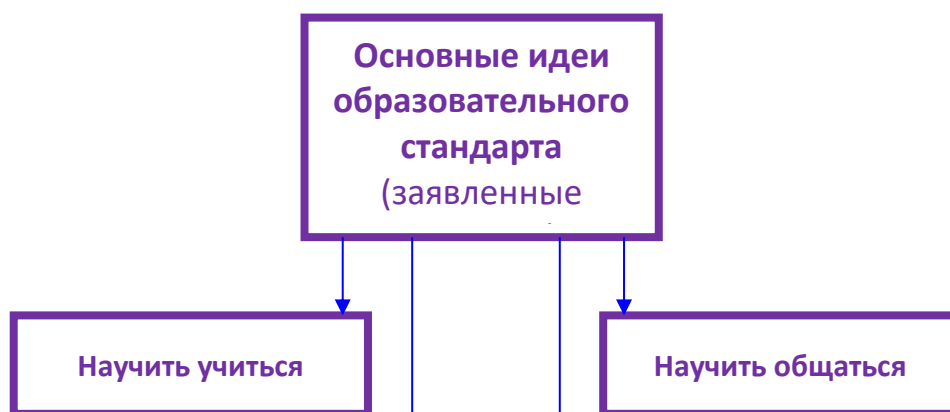 Основные идеи
образовательного
стандарта
(заявленные
Научить учиться
Научить общаться